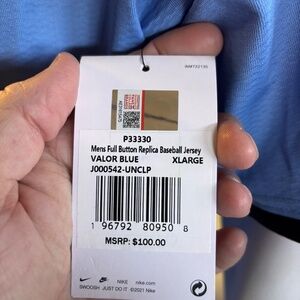 P33330
Mens Full Button Replica Baseball Jersey
VALOR BLUE XLARGE
J000542-UNCLP
1 96792 80950 8
MSRP: $100.00
NIKE nike.com
SWOOSH JUST DO IT ©2021 Nike